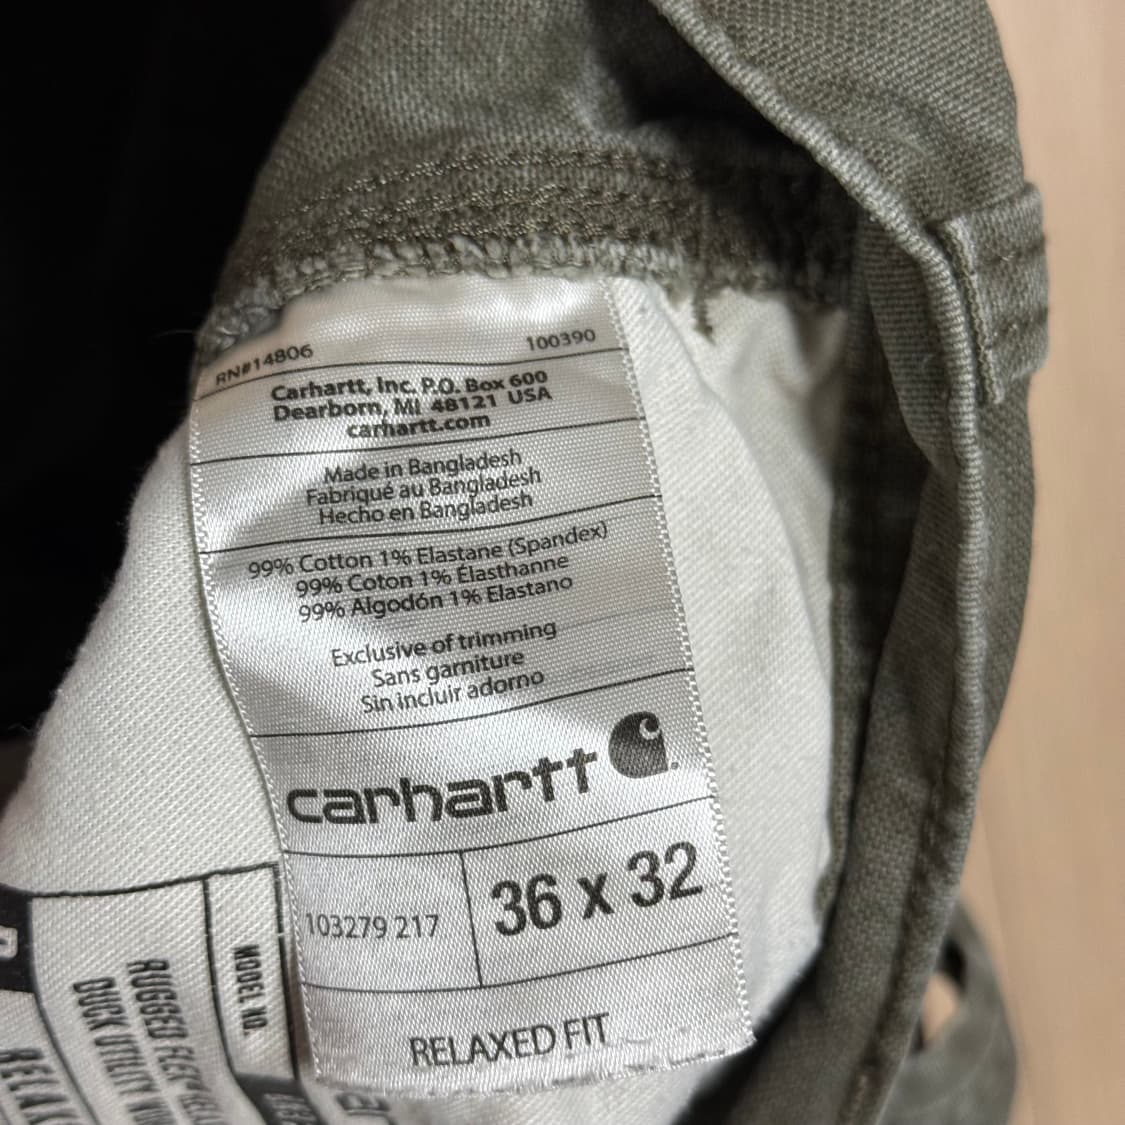 RN#14806 100390
Carhartt, Inc. P.O. Box 600
Dearborn, MI 48121 USA
carhartt.com
Made in Bangladesh
Fabriqué au Bangladesh
Hecho en Bangladesh
99% Cotton 1% Elastane (Spandex)
99% Coton 1% Élasthanne
99% Algodón 1% Elastano
Exclusive of trimming
Sans garniture
Sin incluir adorno
carhartt
103279 217
36 x 32
RELAXED FIT
MODEL NO.
RUGGED FLEX
DUCK UTILITY